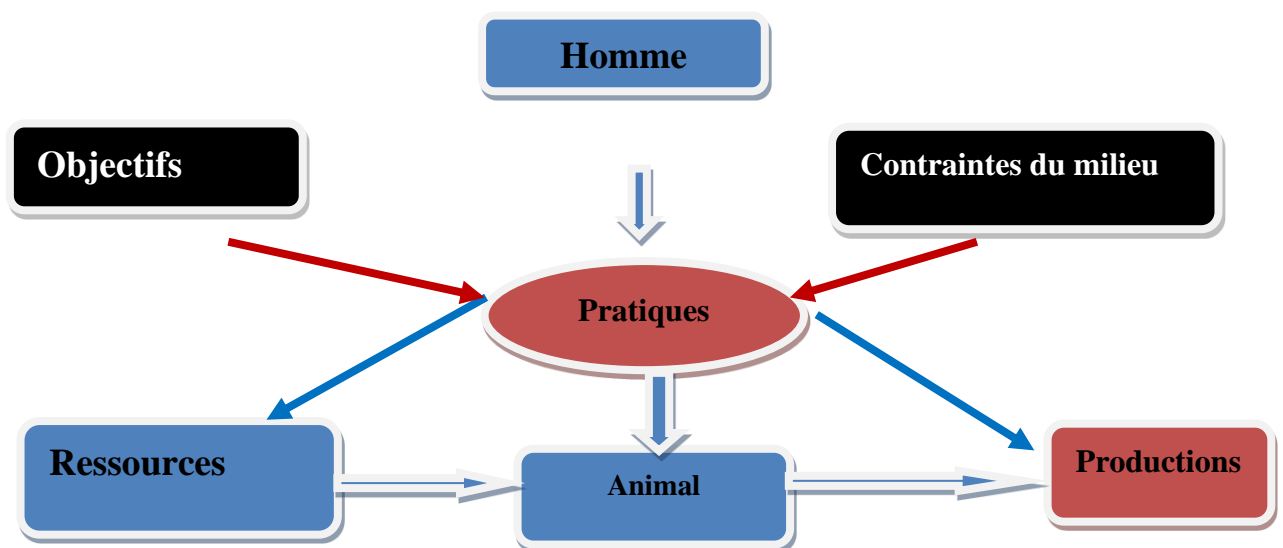 Homme
Objectifs
Contraintes du milieu
Pratiques
Ressources
Animal
Productions